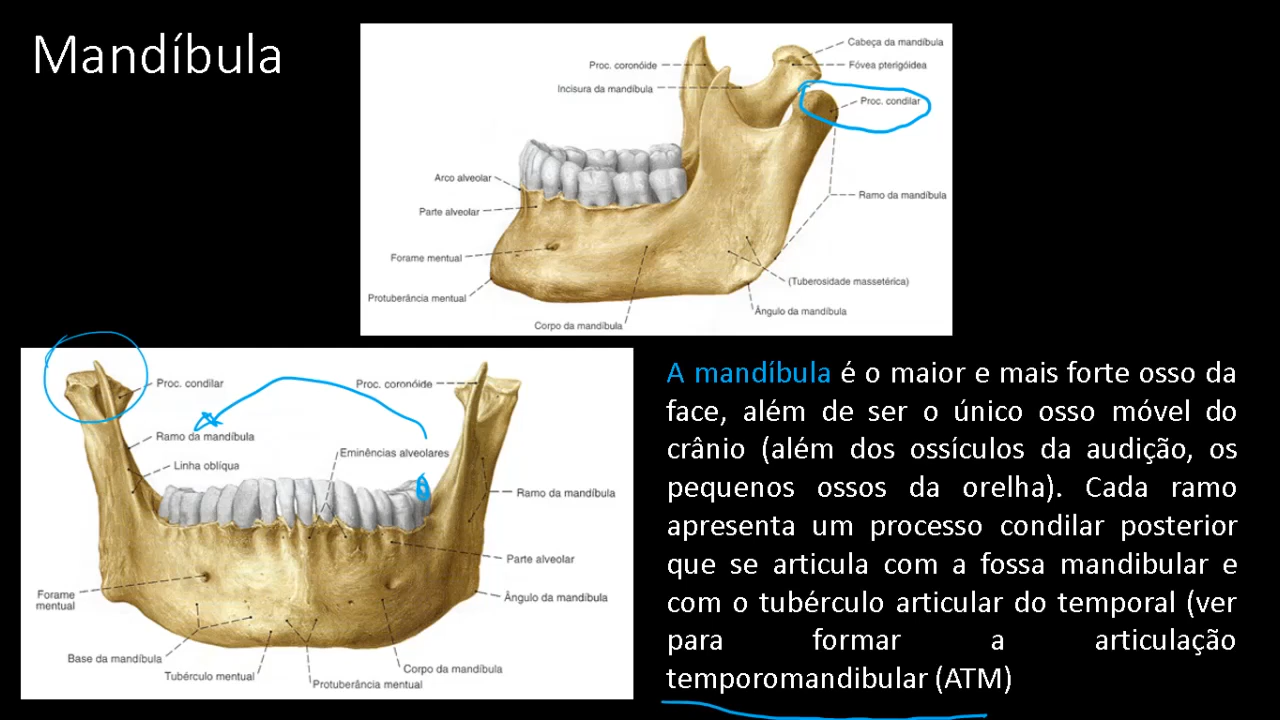 Mandíbula
Cabeça da mandíbula
Proc. coronóide
Fóvea pterigóidea
Incisura da mandíbula
Proc. condilar
Arco alveolar
Ramo da mandíbula
Parte alveolar
Forame mentual
(Tuberosidade massetérica)
Protuberância mentual
Ângulo da mandíbula
Corpo da mandíbula
Proc. condilar
Proc. coronóide
Ramo da mandíbula
Eminências alveolares
Linha oblíqua
Ramo da mandíbula
Parte alveolar
Forame
mentual
Ângulo da mandíbula
Base da mandíbula
Corpo da mandíbula
Tubérculo mentual
Protuberância mentual
A mandíbula é o maior e mais forte osso da
face, além de ser o único osso móvel do
crânio (além dos ossículos da audição, os
pequenos ossos da orelha). Cada ramo
apresenta um processo condilar posterior
que se articula com a fossa mandibular e
com o tubérculo articular do temporal (ver
para formar a articulação
temporomandibular (ATM)